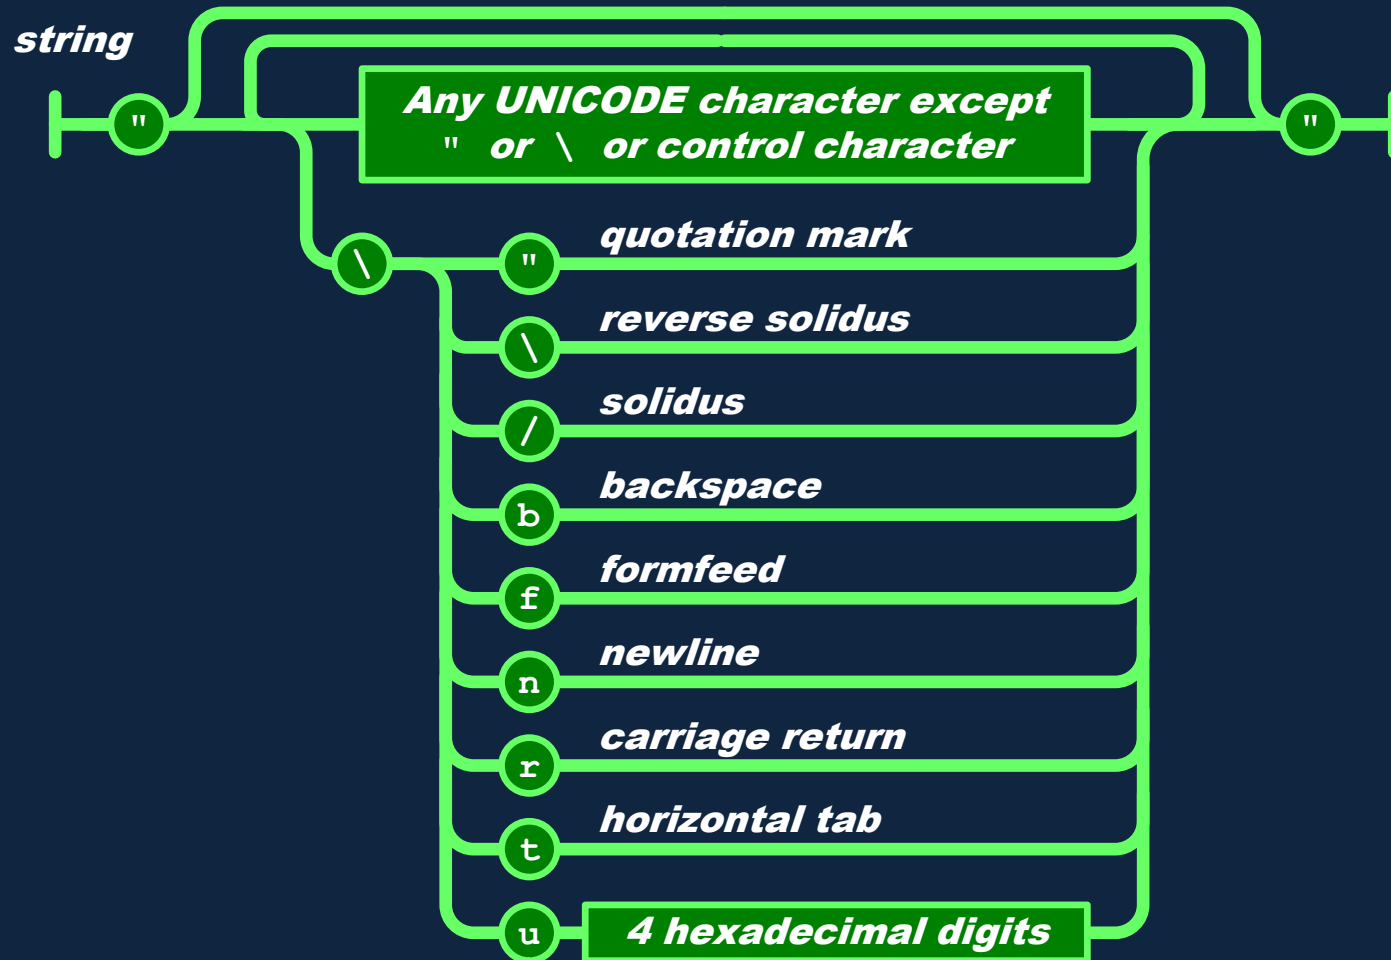 string
" Any UNICODE character except "
" or \ or control character
quotation mark
\ "
reverse solidus
\
solidus
/
backspace
b
formfeed
f
newline
n
carriage return
r
horizontal tab
t
u 4 hexadecimal digits